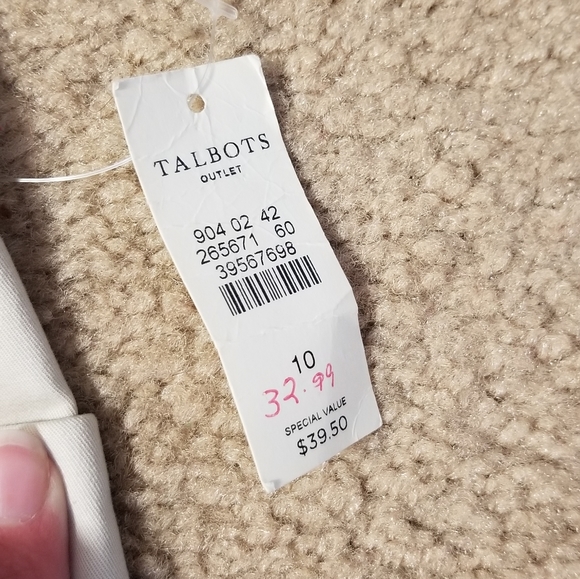 TALBOTS
OUTLET
904 02 42
265671 60
39567698
10
32.99
SPECIAL VALUE
$39.50